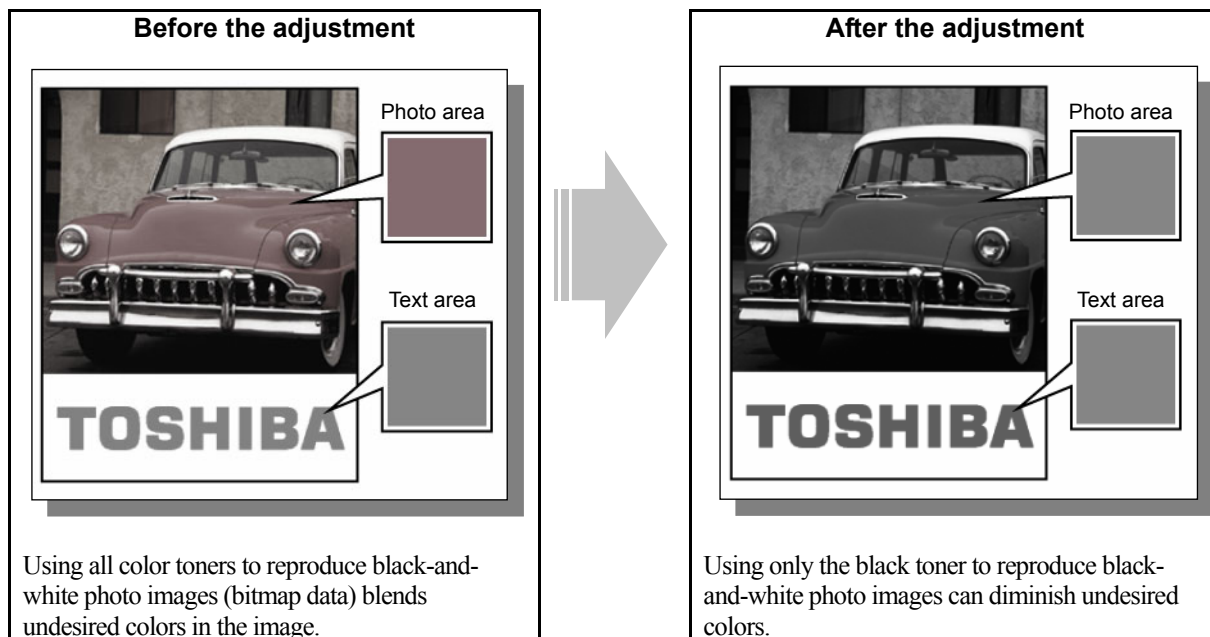 Before the adjustment
Photo area
Text area
TOSHIBA
Using all color toners to reproduce black-and-
white photo images (bitmap data) blends
undesired colors in the image.
After the adjustment
Photo area
Text area
TOSHIBA
Using only the black toner to reproduce black-
and-white photo images can diminish undesired
colors.